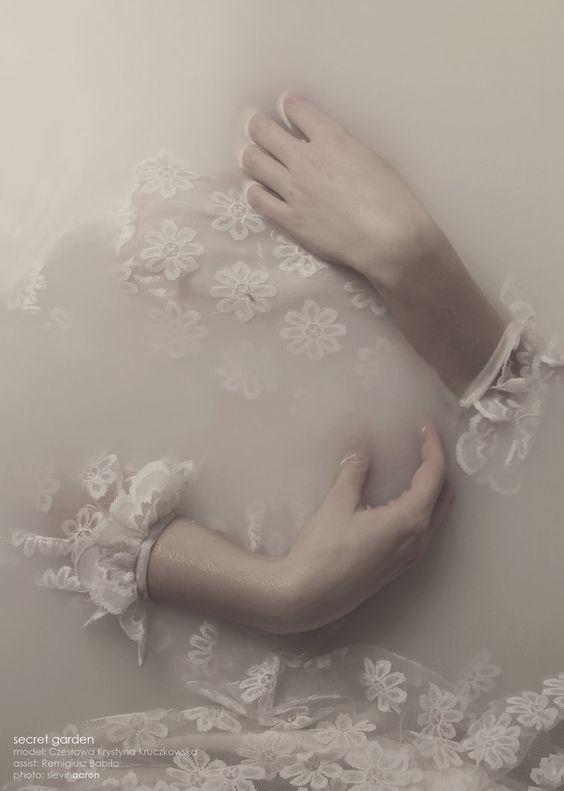 secret garden
model: Czesława Krystyna Kruczkowska
assist: Remigiusz Babiło
photo: slevinaaron